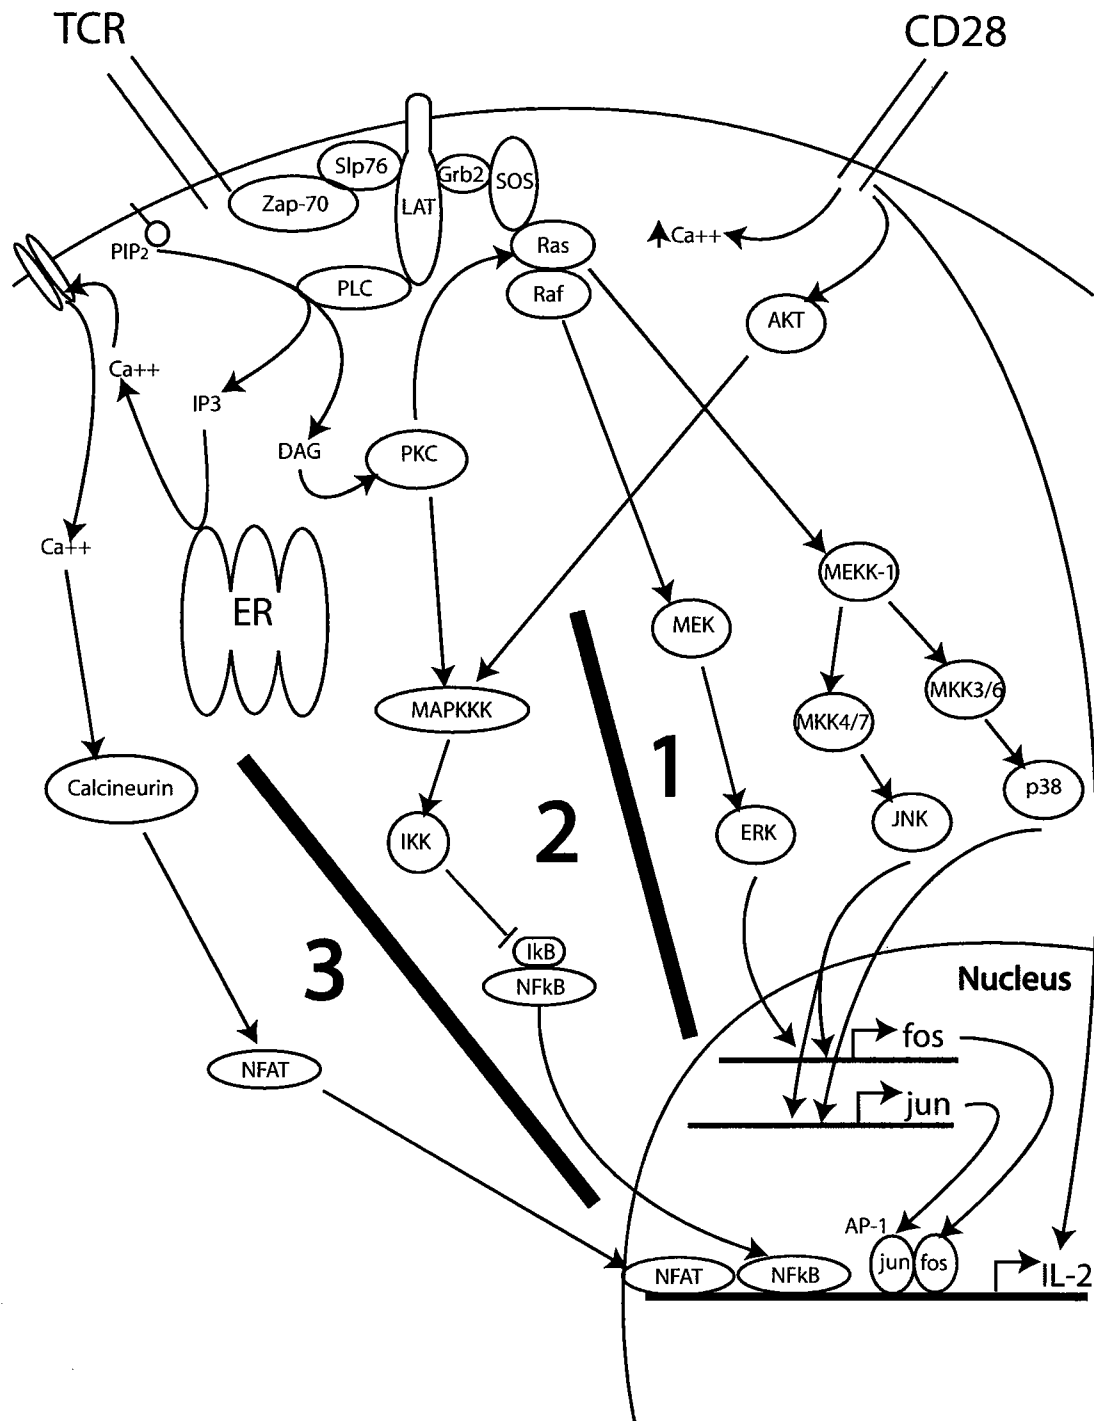 TCR
CD28
Slp76
Grb2
SOS
Zap-70
LAT
PIP2
PLC
Ras
Raf
Ca++
AKT
Ca++
IP3
DAG
PKC
Ca++
ER
MEKK-1
MEK
MKK3/6
MAPKKK
MKK4/7
1
2
Calcineurin
p38
IKK
ERK
JNK
3
IkB
NFkB
Nucleus
NFAT
fos
jun
AP-1
jun
fos
NFAT
NFkB
IL-2